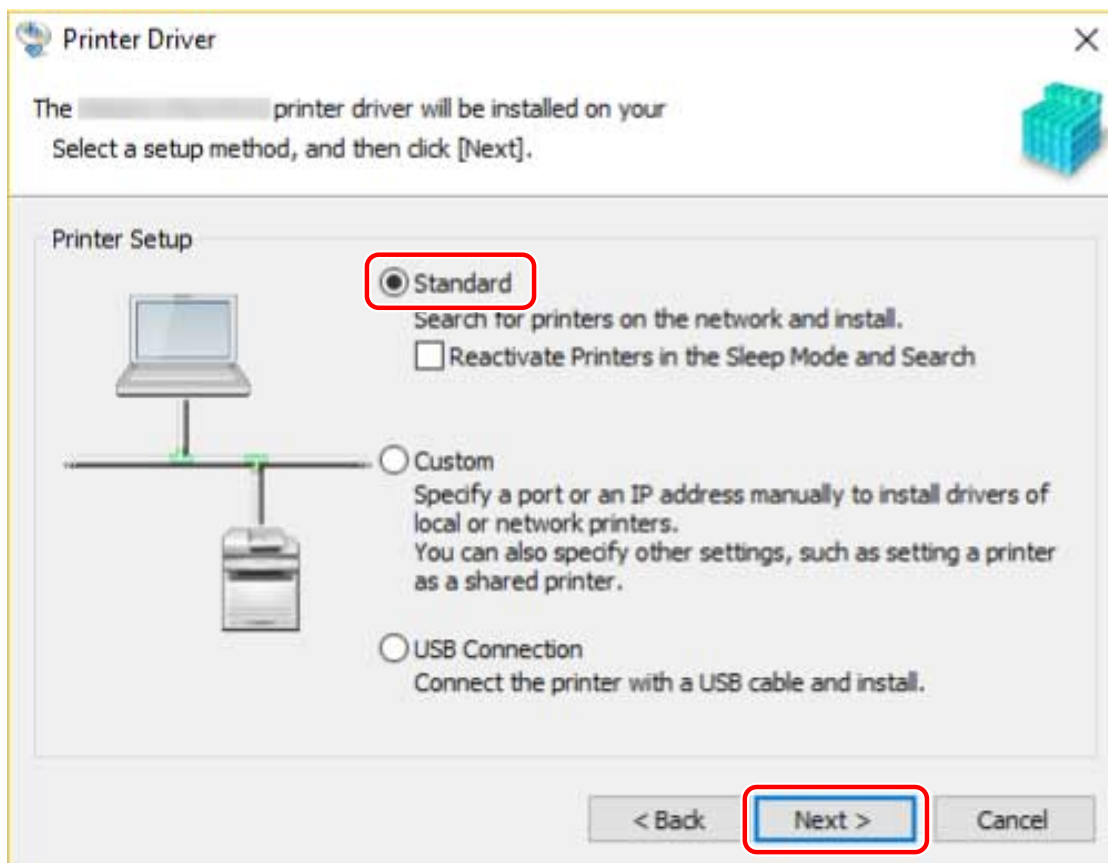 Printer Driver
The printer driver will be installed on your
Select a setup method, and then click [Next].
Printer Setup
Standard
Search for printers on the network and install.
Reactivate Printers in the Sleep Mode and Search
Custom
Specify a port or an IP address manually to install drivers of
local or network printers.
You can also specify other settings, such as setting a printer
as a shared printer.
USB Connection
Connect the printer with a USB cable and install.
< Back
Next >
Cancel